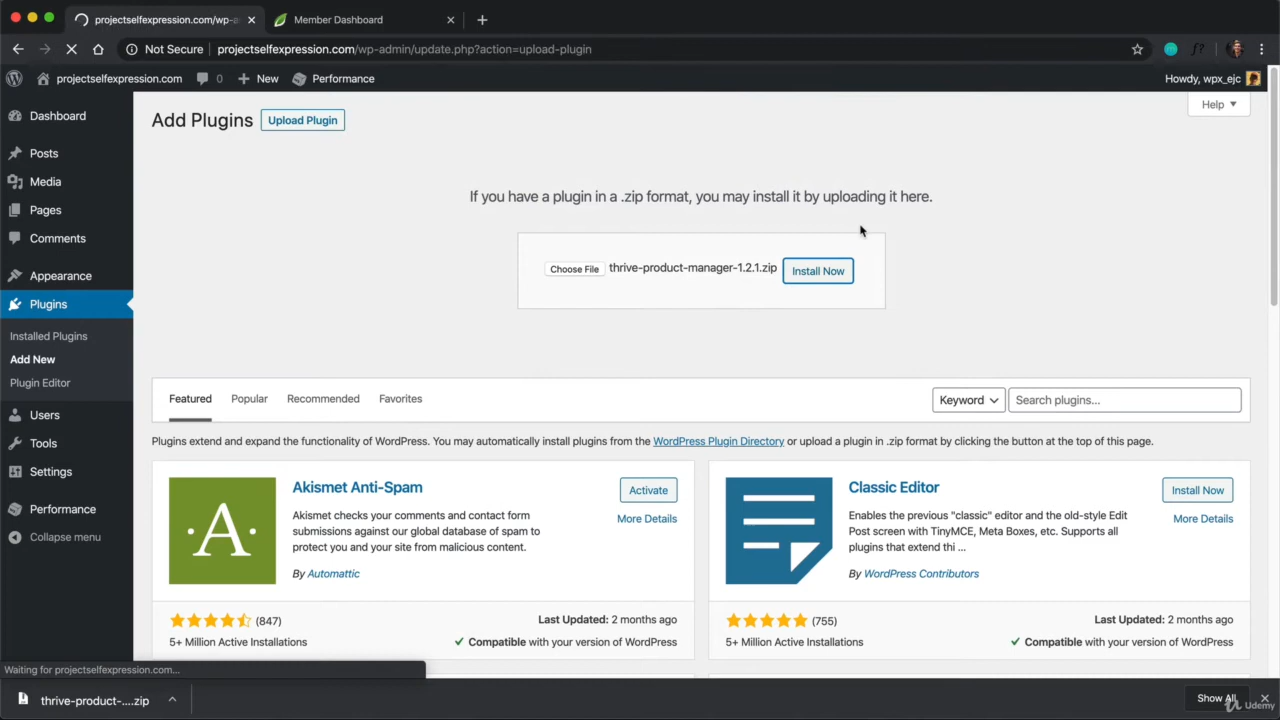 projectselfexpression.com/wp-a
Member Dashboard
Not Secure
projectselfexpression.com/wp-admin/update.php?action=upload-plugin
projectselfexpression.com
0
New
Performance
Howdy, wpx_ejc
Dashboard
Posts
Media
Pages
Comments
Appearance
Plugins
Installed Plugins
Add New
Plugin Editor
Users
Tools
Settings
Performance
Collapse menu
Add Plugins
Upload Plugin
Help
If you have a plugin in a .zip format, you may install it by uploading it here.
Choose File thrive-product-manager-1.2.1.zip Install Now
Featured
Popular
Recommended
Favorites
Keyword
Search plugins...
Plugins extend and expand the functionality of WordPress. You may automatically install plugins from the WordPress Plugin Directory or upload a plugin in .zip format by clicking the button at the top of this page.
Akismet Anti-Spam
Activate
More Details
Akismet checks your comments and contact form
submissions against our global database of spam to
protect you and your site from malicious content.
By Automattic
(847)
Last Updated: 2 months ago
5+ Million Active Installations
Compatible with your version of WordPress
Classic Editor
Install Now
More Details
Enables the previous "classic" editor and the old-style Edit
Post screen with TinyMCE, Meta Boxes, etc. Supports all
plugins that extend thi ...
By WordPress Contributors
(755)
Last Updated: 2 months ago
5+ Million Active Installations
Compatible with your version of WordPress
Waiting for projectselfexpression.com...
thrive-product-....zip
Show All
Udemy